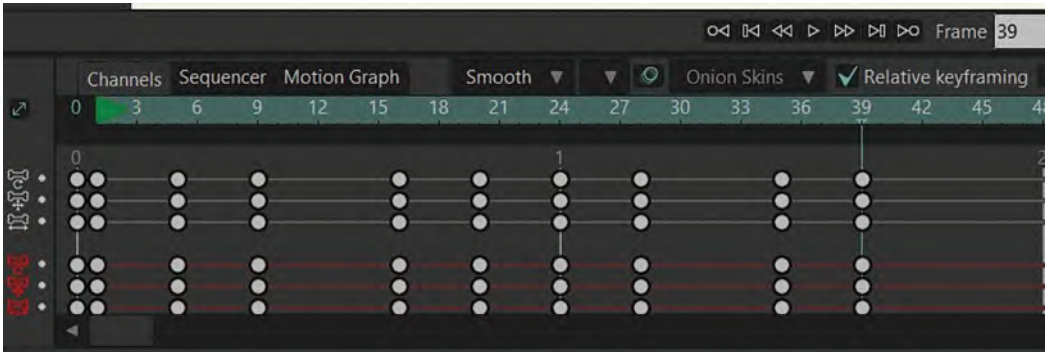 Frame 39
Channels Sequencer Motion Graph Smooth Onion Skins Relative keyframing
0 3 6 9 12 15 18 21 24 27 30 33 36 39 42 45
0 1 2